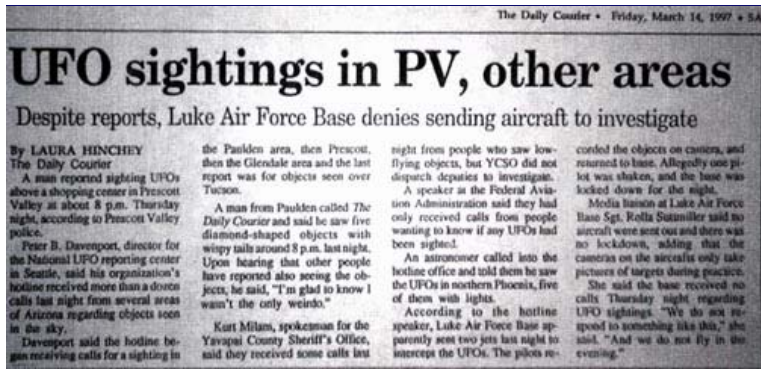 The Daily Courier • Friday, March 14, 1997 • 5A
UFO sightings in PV, other areas
Despite reports, Luke Air Force Base denies sending aircraft to investigate
By LAURA HINCHEY
The Daily Courier
A man reported sighting UFOs
above a shopping center in Prescott
Valley at about 8 p.m. Thursday
night, according to Prescott Valley
police.
Peter B. Davenport, director for
the National UFO reporting center
in Seattle, said his organization's
hotline received more than a dozen
calls last night from several areas
of Arizona regarding objects seen
in the sky.
Davenport said the hotline be-
gan receiving calls for a sighting in
the Paulden area, then Prescott,
then the Glendale area and the last
report was for objects seen over
Tucson.
A man from Paulden called The
Daily Courier and said he saw five
diamond-shaped objects with
wispy tails around 8 p.m. last night.
Upon hearing that other people
have reported also seeing the ob-
jects, he said, "I'm glad to know I
wasn't the only weirdo."
Kurt Milam, spokesman for the
Yavapai County Sheriff's Office,
said they received some calls last
night from people who saw low-
flying objects, but YCSO did not
dispatch deputies to investigate.
A speaker at the Federal Avia-
tion Administration said they had
only received calls from people
wanting to know if any UFOs had
been sighted.
An astronomer called into the
hotline office and told them he saw
the UFOs in northern Phoenix, five
of them with lights.
According to the hotline
speaker, Luke Air Force Base ap-
parently sent two jets last night to
intercept the UFOs. The pilots re-
corded the objects on camera, and
returned to base. Allegedly one pi-
lot was shaken, and the base was
locked down for the night.
Media liaison at Luke Air Force
Base Sgt. Rolla Suttmiller said no
aircraft were sent out and there was
no lockdown, adding that the
cameras on the aircrafts only take
pictures of targets during practice.
She said the base received no
calls Thursday night regarding
UFO sightings. "We do not re-
spond to something like this," she
said. "And we do not fly in the
evening."